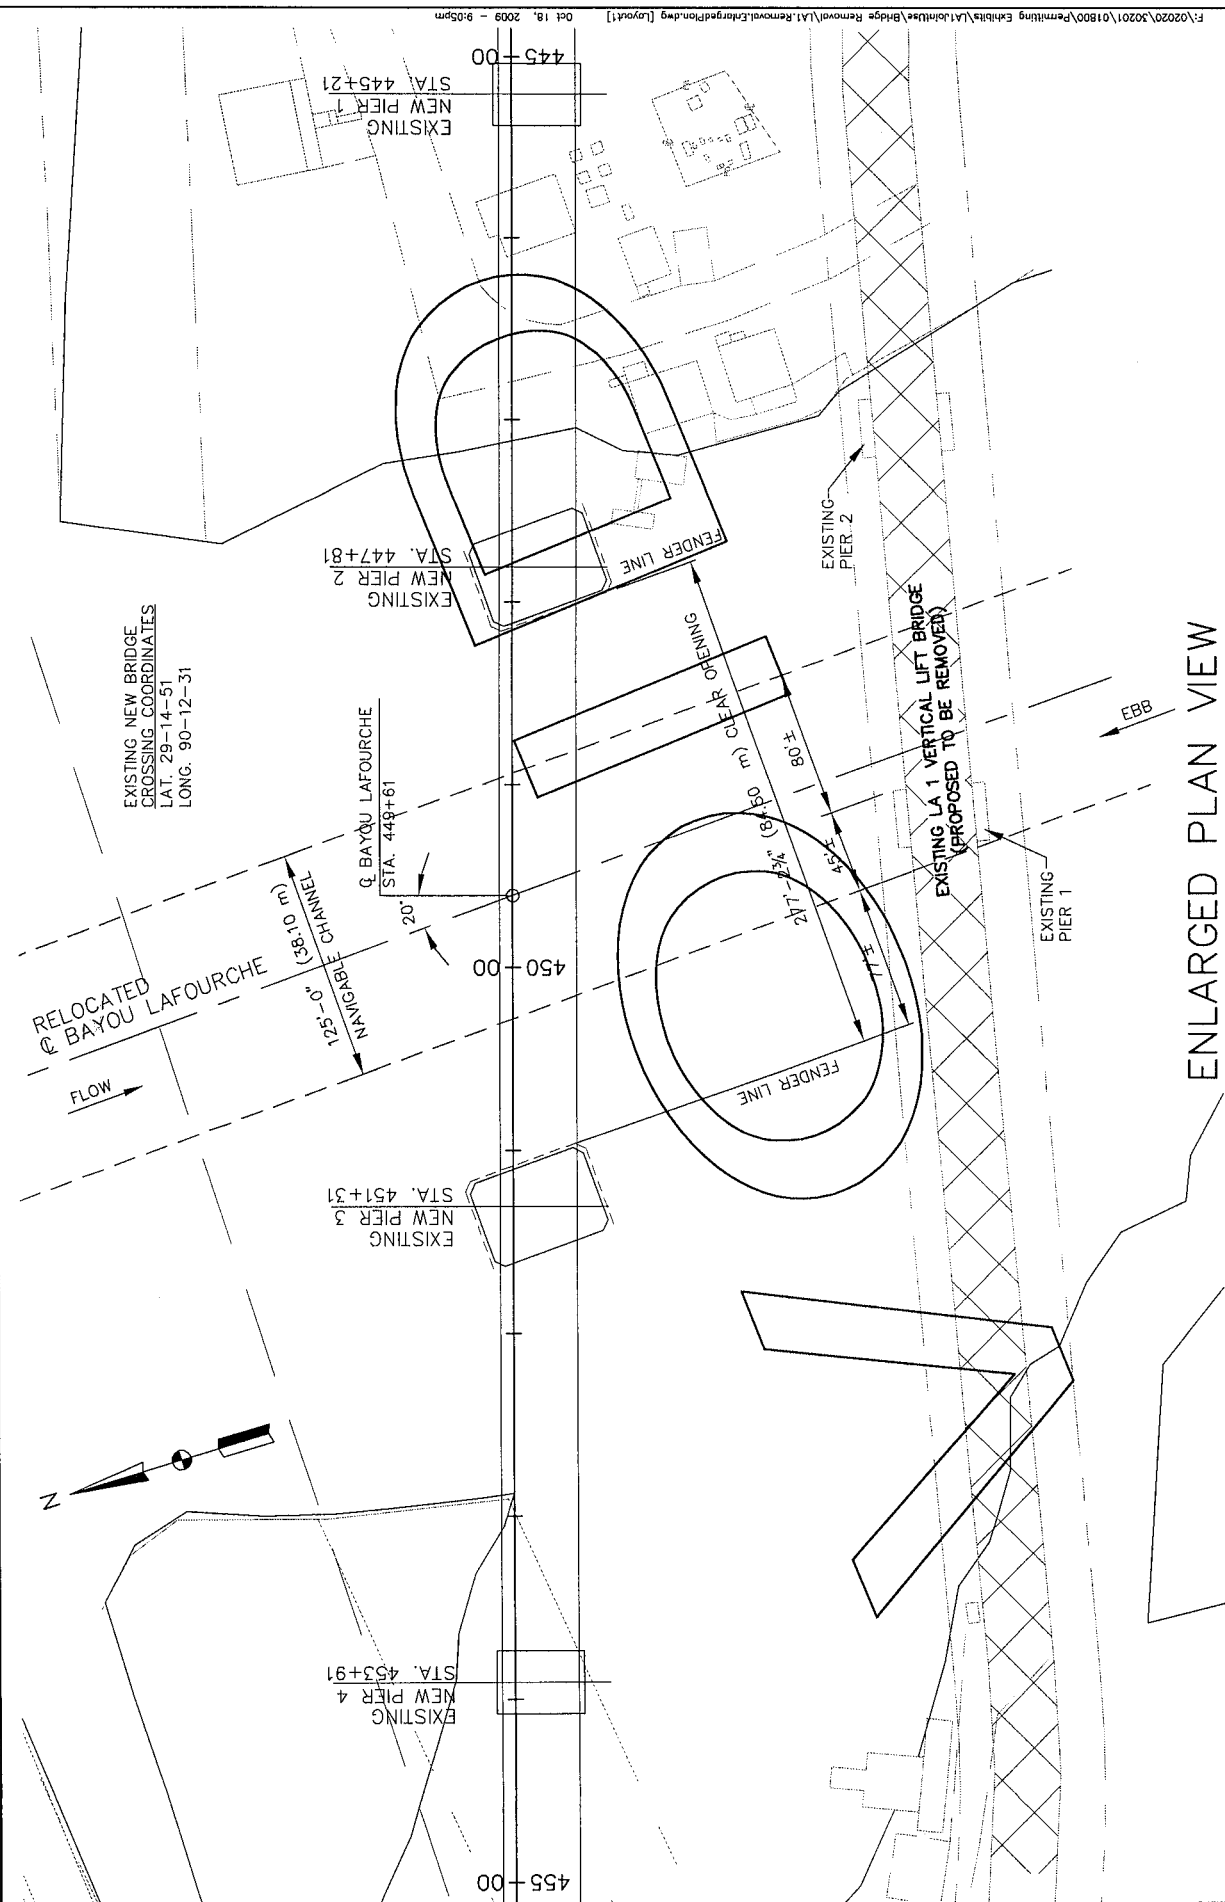 F:\02020\30201\01800\Permitting Exhibits\LA1JointUse\Bridge Removal\LA1.Removal.EnlargedPlan.dwg [Layout1]
Oct 18, 2009 - 9:05pm
445+00
EXISTING
NEW PIER 1
STA. 445+21
EXISTING
NEW PIER 2
STA. 447+81
EXISTING NEW BRIDGE
CROSSING COORDINATES
LAT. 29-14-51
LONG. 90-12-31
℄ BAYOU LAFOURCHE
STA. 449+61
20°
RELOCATED
℄ BAYOU LAFOURCHE
125'-0" (38.10 m)
NAVIGABLE CHANNEL
FLOW
450+00
FENDER LINE
277'-2¾" (84.50 m) CLEAR OPENING
80'±
45'±
77'±
FENDER LINE
EXISTING
PIER 2
EXISTING LA 1 VERTICAL LIFT BRIDGE
(PROPOSED TO BE REMOVED)
EXISTING
PIER 1
EBB
EXISTING
NEW PIER 3
STA. 451+31
N
EXISTING
NEW PIER 4
STA. 453+91
455+00
ENLARGED PLAN VIEW